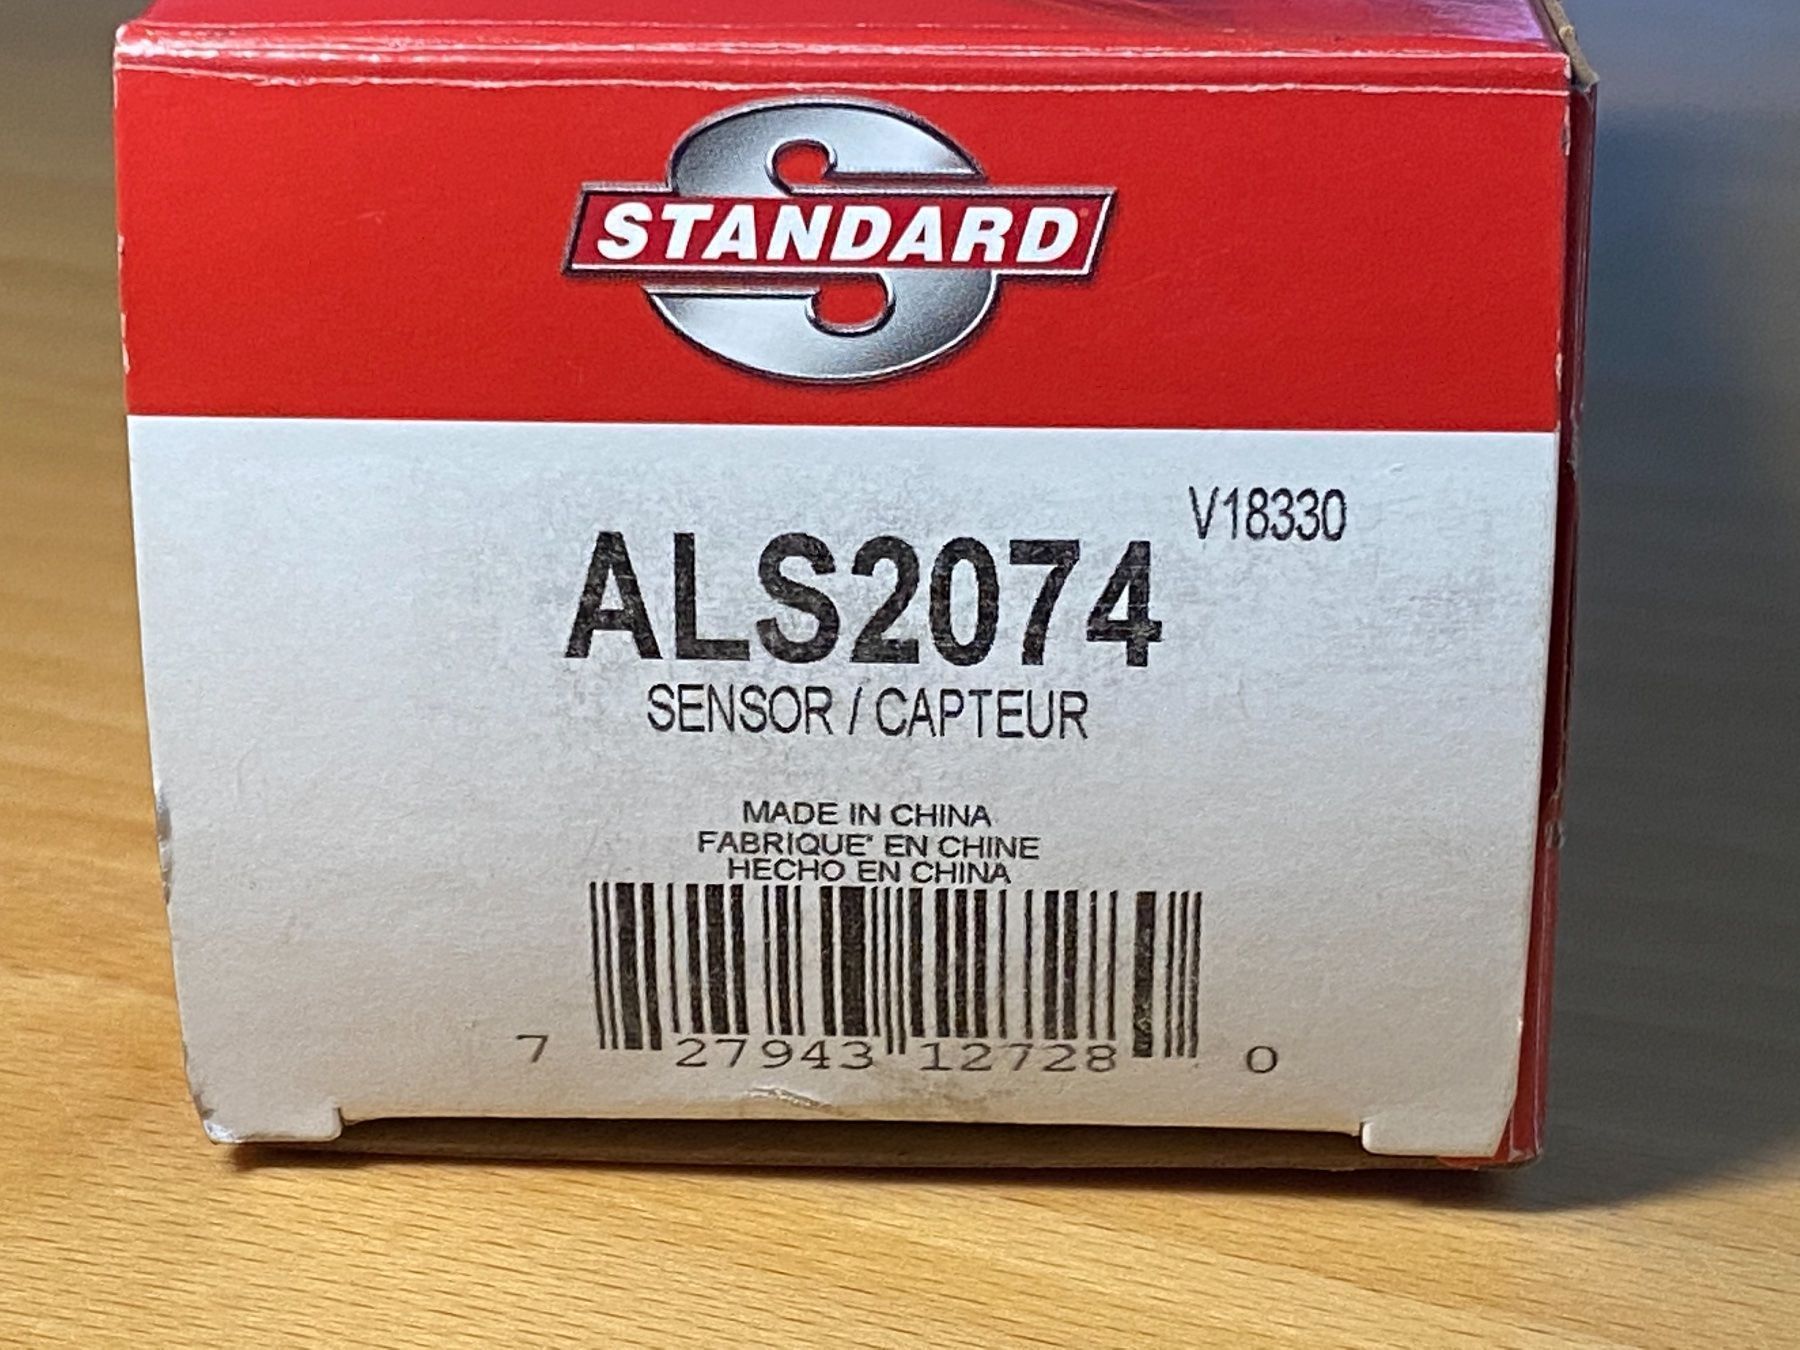 STANDARD
V18330
ALS2074
SENSOR / CAPTEUR
MADE IN CHINA
FABRIQUE' EN CHINE
HECHO EN CHINA
7 27943 12728 0